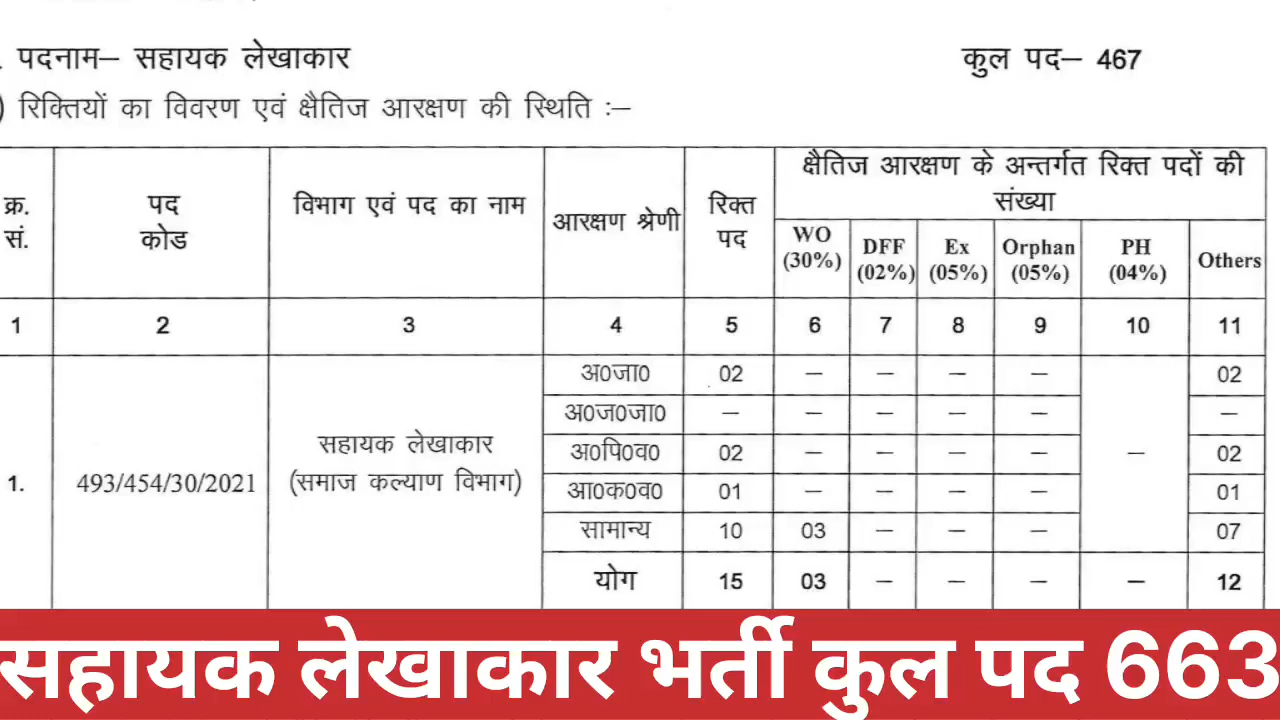 . पदनाम– सहायक लेखाकार कुल पद– 467
) रिक्तियों का विवरण एवं क्षैतिज आरक्षण की स्थिति :–
क्र. सं. पद कोड विभाग एवं पद का नाम आरक्षण श्रेणी रिक्त पद क्षैतिज आरक्षण के अन्तर्गत रिक्त पदों की संख्या
WO (30%) DFF (02%) Ex (05%) Orphan (05%) PH (04%) Others
1 2 3 4 5 6 7 8 9 10 11
1. 493/454/30/2021 सहायक लेखाकार (समाज कल्याण विभाग)
अ0जा0 02 – – – – – 02
अ0ज0जा0 – – – – – –
अ0पि0व0 02 – – – – 02
आ0क0व0 01 – – – – 01
सामान्य 10 03 – – – 07
योग 15 03 – – – – 12
सहायक लेखाकार भर्ती कुल पद 663